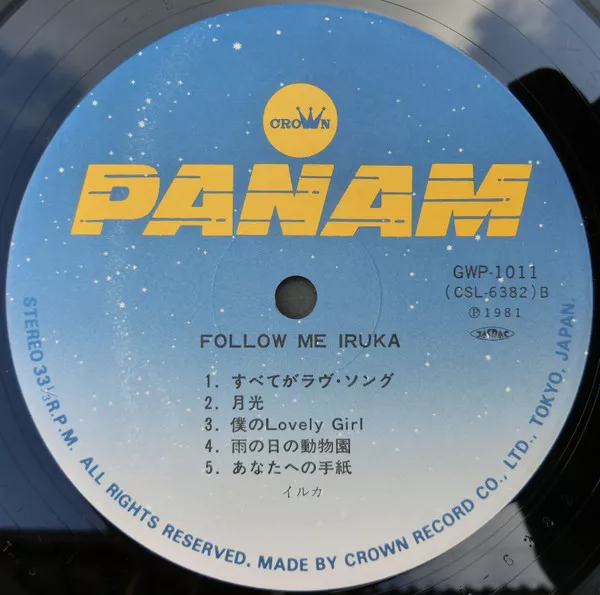 CROWN
PANAM
GWP-1011
(CSL-6382)B
Ⓟ1981
JASRAC
FOLLOW ME IRUKA
1. すべてがラヴ・ソング
2. 月光
3. 僕のLovely Girl
4. 雨の日の動物園
5. あなたへの手紙
イルカ
STEREO 33⅓ R.P.M. ALL RIGHTS RESERVED. MADE BY CROWN RECORD CO., LTD., TOKYO, JAPAN.